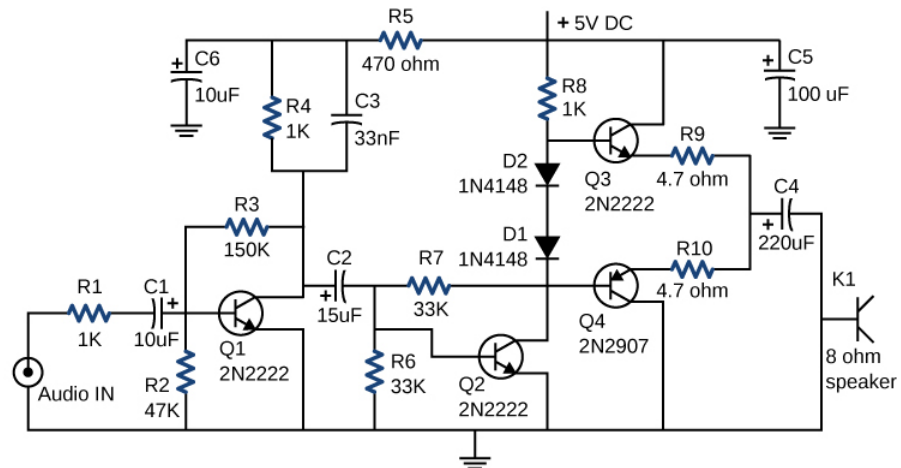 R5
470 ohm
+ 5V DC
+
C6
10uF
R4
1K
C3
33nF
R8
1K
+
C5
100 uF
D2
1N4148
Q3
2N2222
R9
4.7 ohm
R3
150K
D1
1N4148
C4
+
220uF
R1
1K
C1
+
10uF
C2
+
15uF
R7
33K
R10
4.7 ohm
Q4
2N2907
K1
8 ohm
speaker
Q1
2N2222
Audio IN
R2
47K
R6
33K
Q2
2N2222